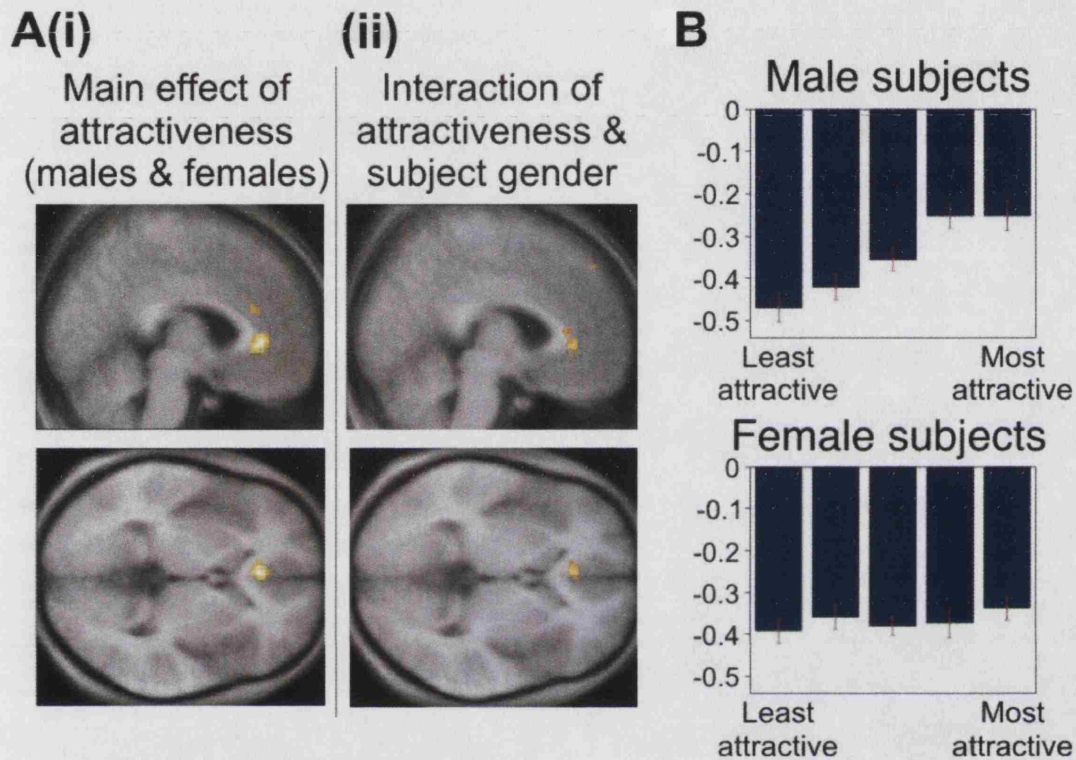 A(i)
Main effect of
attractiveness
(males & females)
(ii)
Interaction of
attractiveness &
subject gender
B
Male subjects
0
-0.1
-0.2
-0.3
-0.4
-0.5
Least
attractive
Most
attractive
Female subjects
0
-0.1
-0.2
-0.3
-0.4
-0.5
Least
attractive
Most
attractive